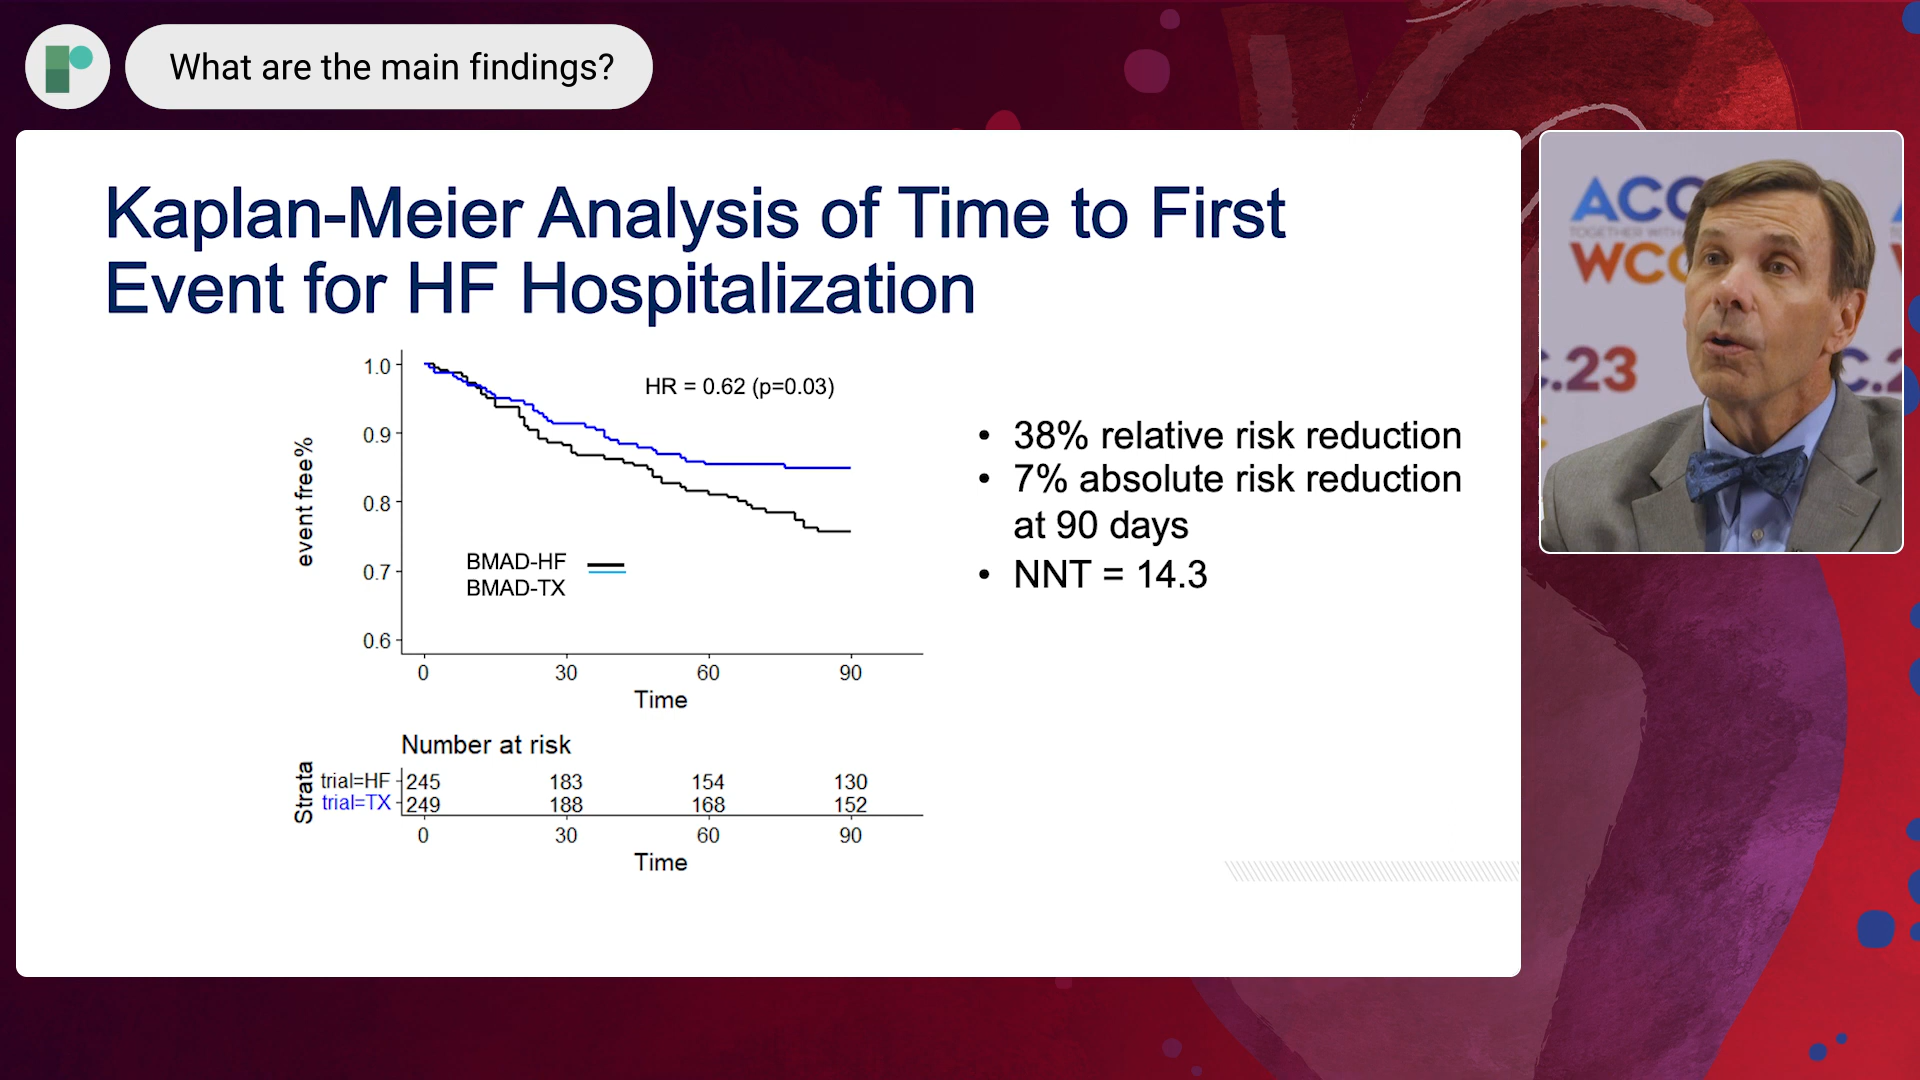 What are the main findings?
Kaplan-Meier Analysis of Time to First
Event for HF Hospitalization
1.0
0.9
0.8
0.7
0.6
event free%
HR = 0.62 (p=0.03)
BMAD-HF
BMAD-TX
0 30 60 90
Time
Number at risk
Strata
trial=HF 245 183 154 130
trial=TX 249 188 168 152
0 30 60 90
Time
• 38% relative risk reduction
• 7% absolute risk reduction
at 90 days
• NNT = 14.3
ACC
TOGETHER WITH
WCC
C.23
C.2